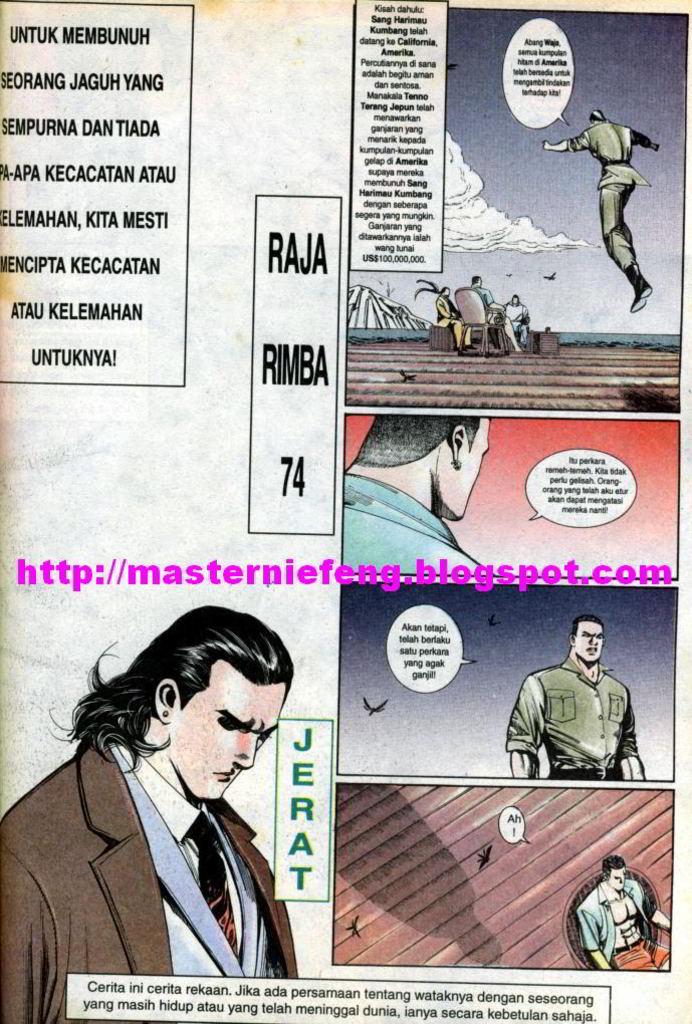 UNTUK MEMBUNUH
SEORANG JAGUH YANG
SEMPURNA DAN TIADA
PA-APA KECACATAN ATAU
KELEMAHAN, KITA MESTI
MENCIPTA KECACATAN
ATAU KELEMAHAN
UNTUKNYA!
RAJA
RIMBA
74
Kisah dahulu:
Sang Harimau
Kumbang telah
datang ke California,
Amerika.
Percutiannya di sana
adalah begitu aman
dan sentosa.
Manakala Tenno
Terang Jepun telah
menawarkan
ganjaran yang
menarik kepada
kumpulan-kumpulan
gelap di Amerika
supaya mereka
membunuh Sang
Harimau Kumbang
dengan seberapa
segera yang mungkin.
Ganjaran yang
ditawarkannya ialah
wang tunai
US$100,000,000.
Abang Waja,
semua kumpulan
hitam di Amerika
telah bersedia untuk
mengambil tindakan
terhadap kita!
Itu perkara
remeh-temeh. Kita tidak
perlu gelisah. Orang-
orang yang telah aku atur
akan dapat mengatasi
mereka nanti!
http://masterniefeng.blogspot.com
Akan tetapi,
telah berlaku
satu perkara
yang agak
ganjil!
Ah
!
JERAT
Cerita ini cerita rekaan. Jika ada persamaan tentang wataknya dengan seseorang
yang masih hidup atau yang telah meninggal dunia, ianya secara kebetulan sahaja.